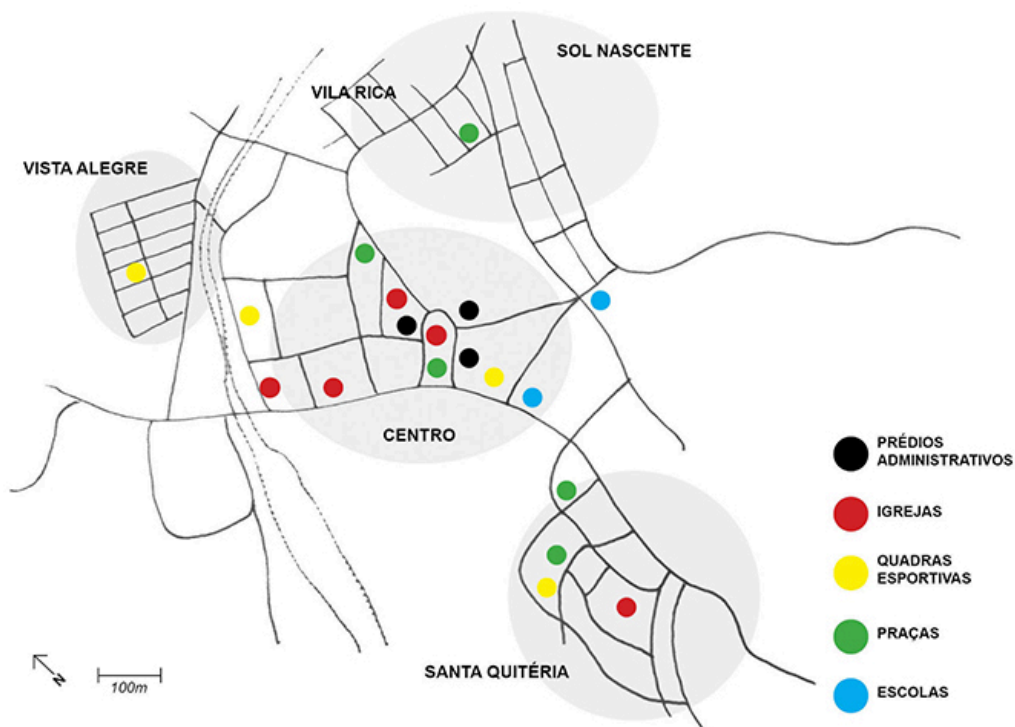 SOL NASCENTE
VILA RICA
VISTA ALEGRE
CENTRO
SANTA QUITÉRIA
PRÉDIOS
ADMINISTRATIVOS
IGREJAS
QUADRAS
ESPORTIVAS
PRAÇAS
ESCOLAS
N
100m